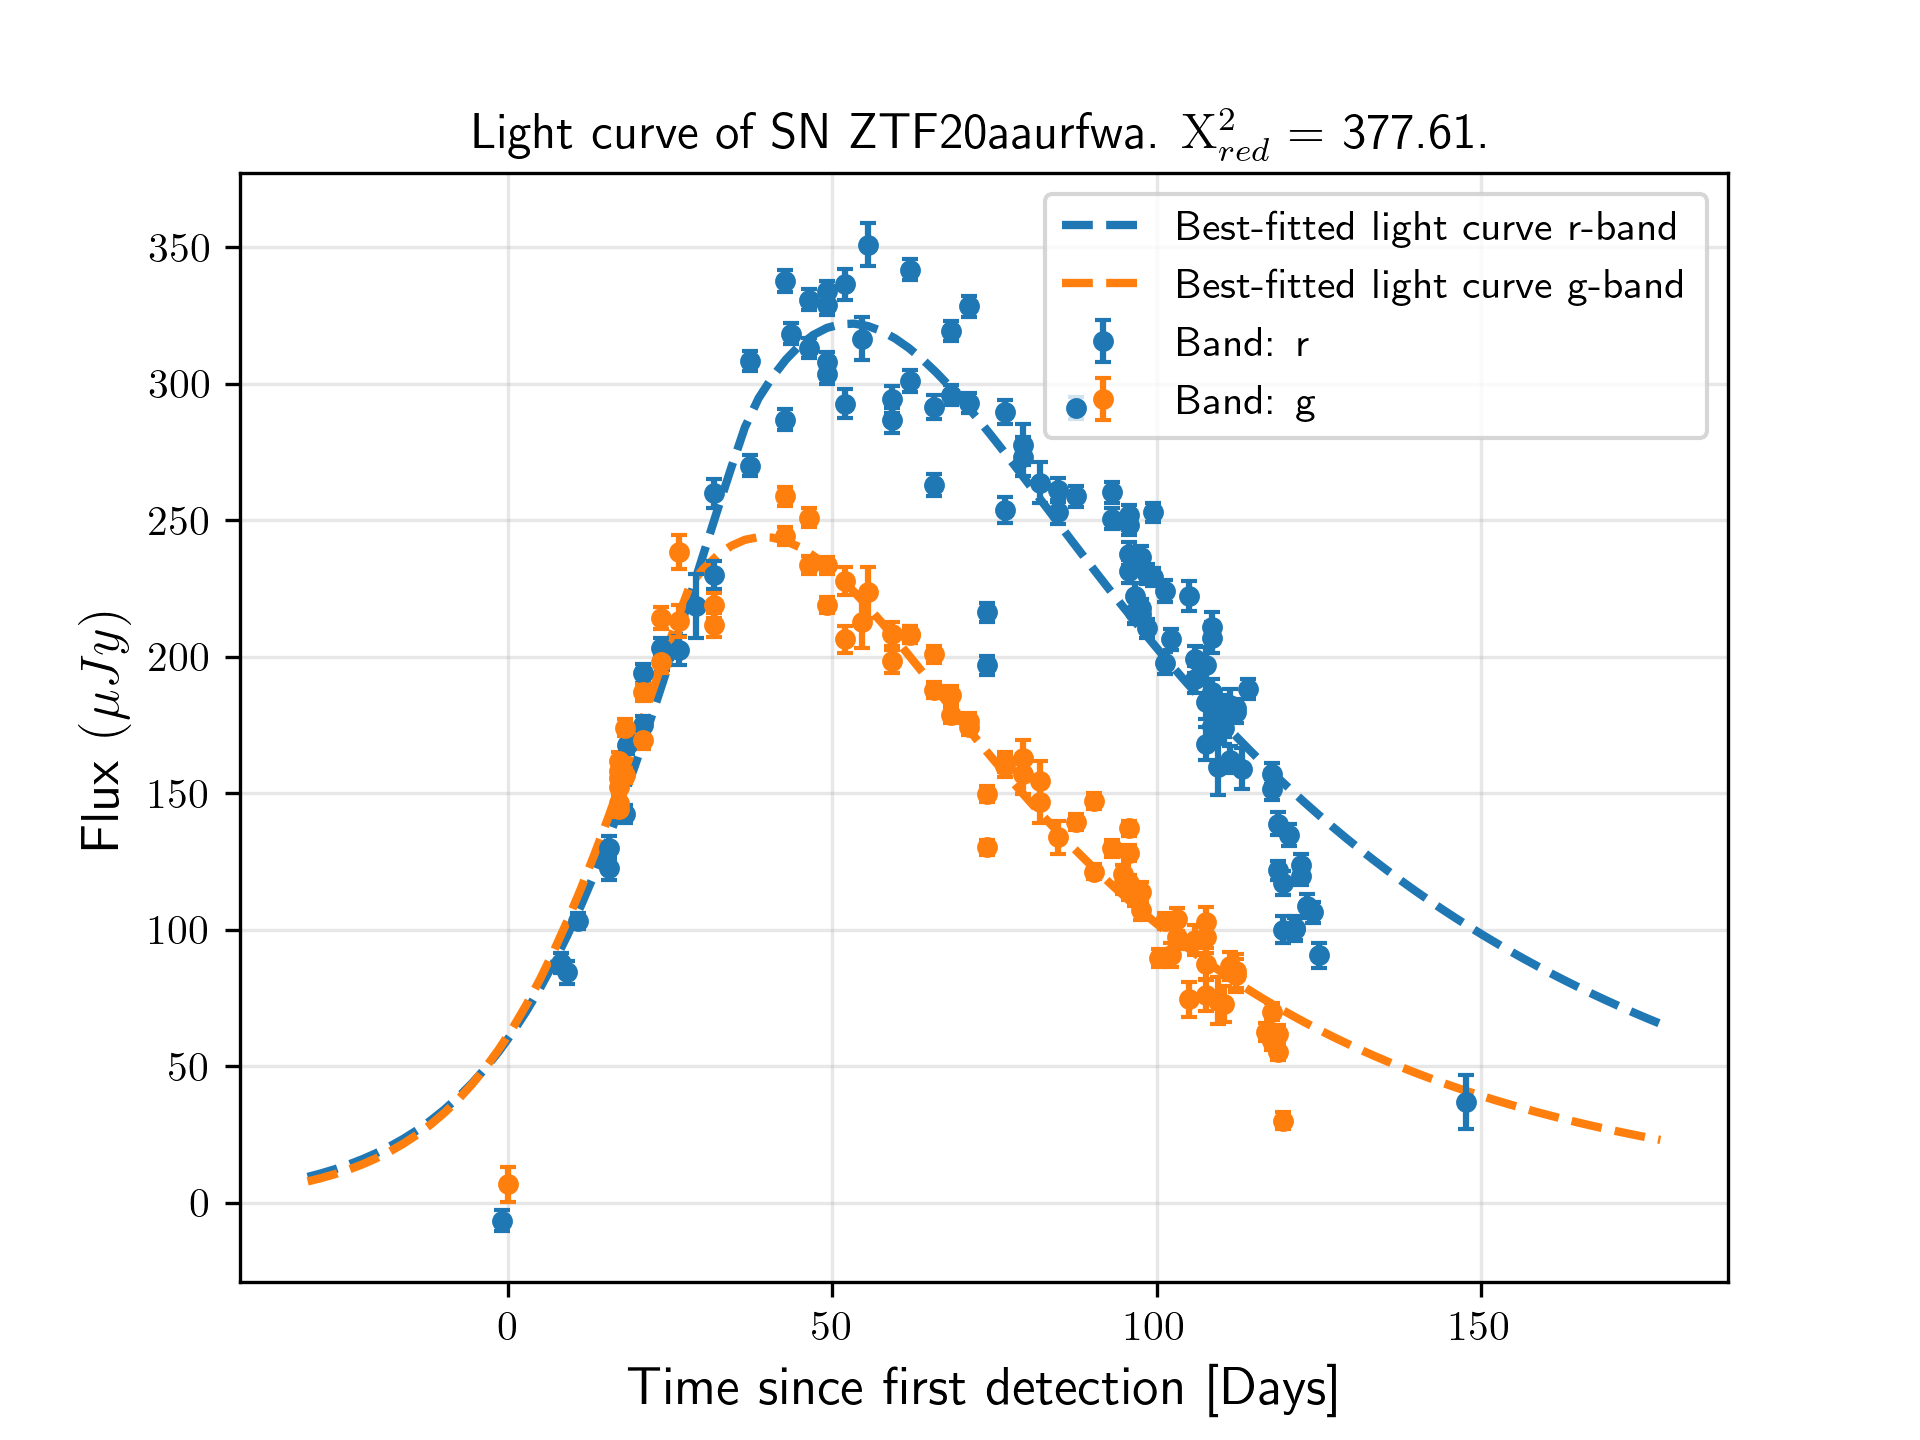 Light curve of SN ZTF20aaurfwa. X²_red = 377.61.
Best-fitted light curve r-band
Best-fitted light curve g-band
Band: r
Band: g
350
300
250
200
150
100
50
0
Flux (μJy)
0 50 100 150
Time since first detection [Days]